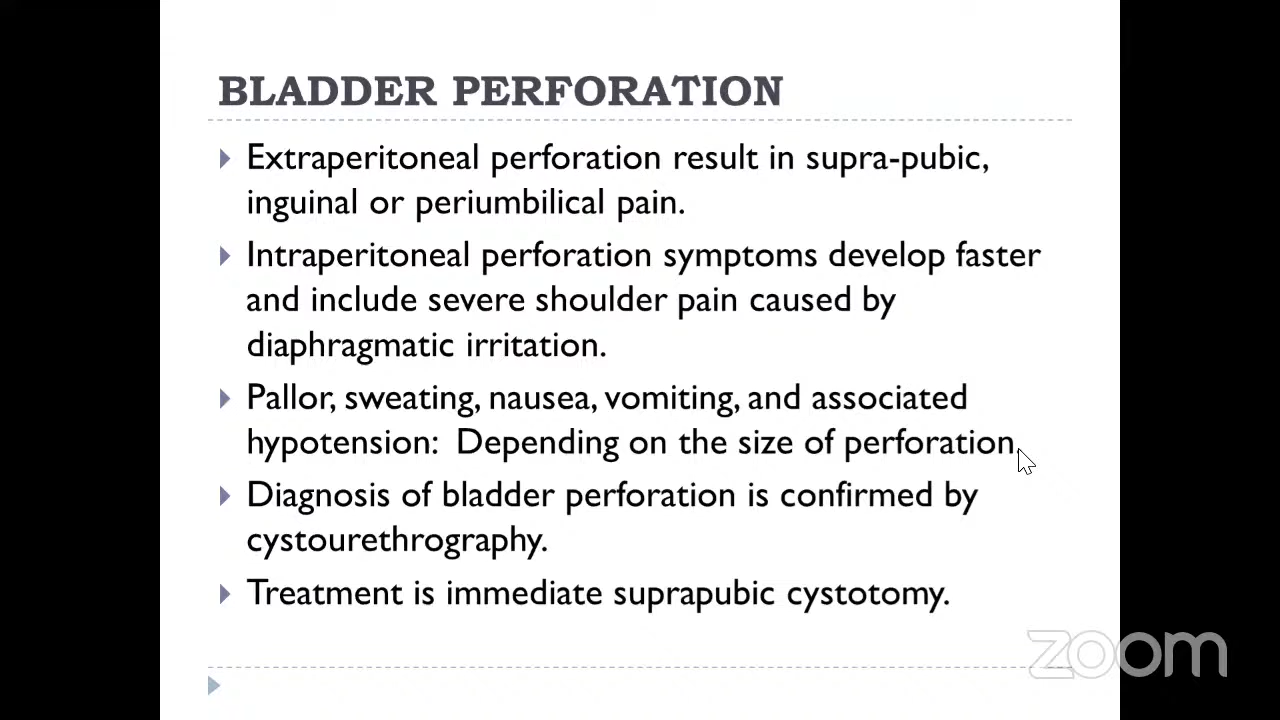 BLADDER PERFORATION
Extraperitoneal perforation result in supra-pubic,
inguinal or periumbilical pain.
Intraperitoneal perforation symptoms develop faster
and include severe shoulder pain caused by
diaphragmatic irritation.
Pallor, sweating, nausea, vomiting, and associated
hypotension:  Depending on the size of perforation.
Diagnosis of bladder perforation is confirmed by
cystourethrography.
Treatment is immediate suprapubic cystotomy.
zoom